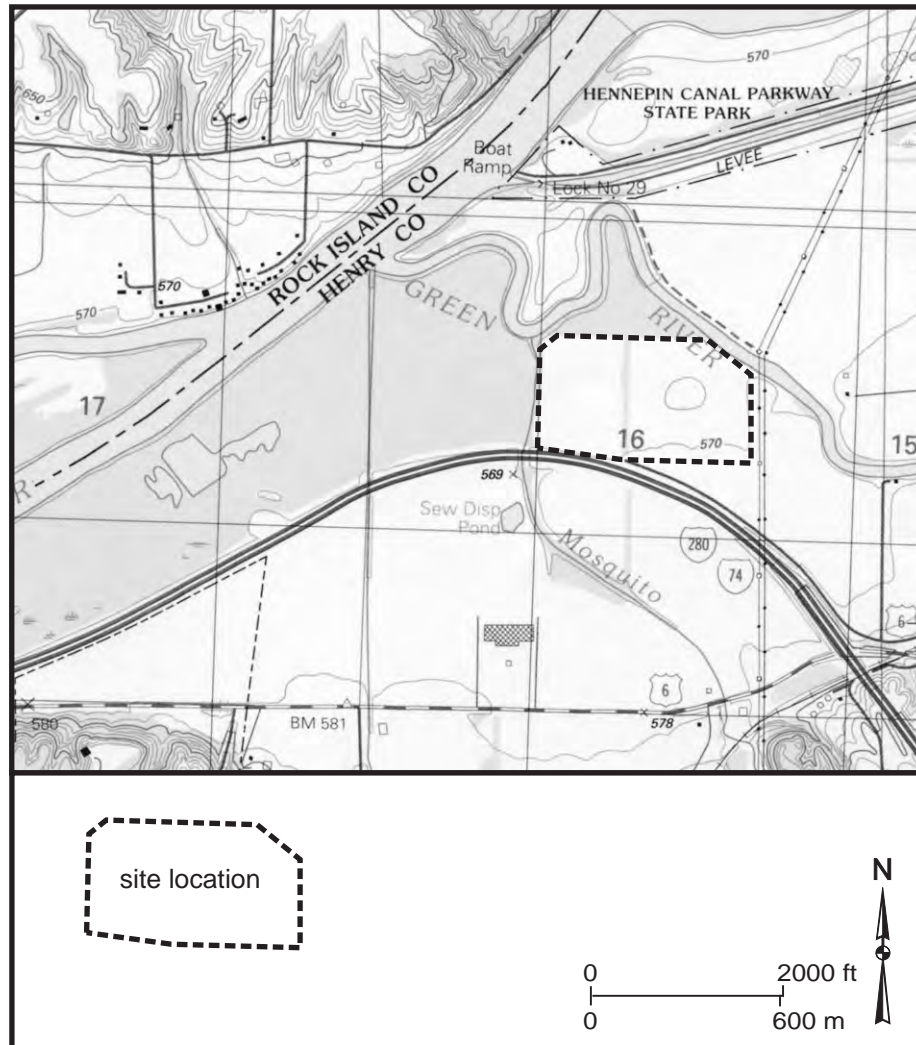 650
570
HENNEPIN CANAL PARKWAY
STATE PARK
Boat
Ramp
LEVEE
Lock No 29
ROCK ISLAND CO
HENRY CO
570
570
GREEN
RIVER
17
16
570
15
569
Sew Disp
Pond
R
Mosquito
280
74
6
6
580
BM 581
578
site location
N
0 2000 ft
0 600 m